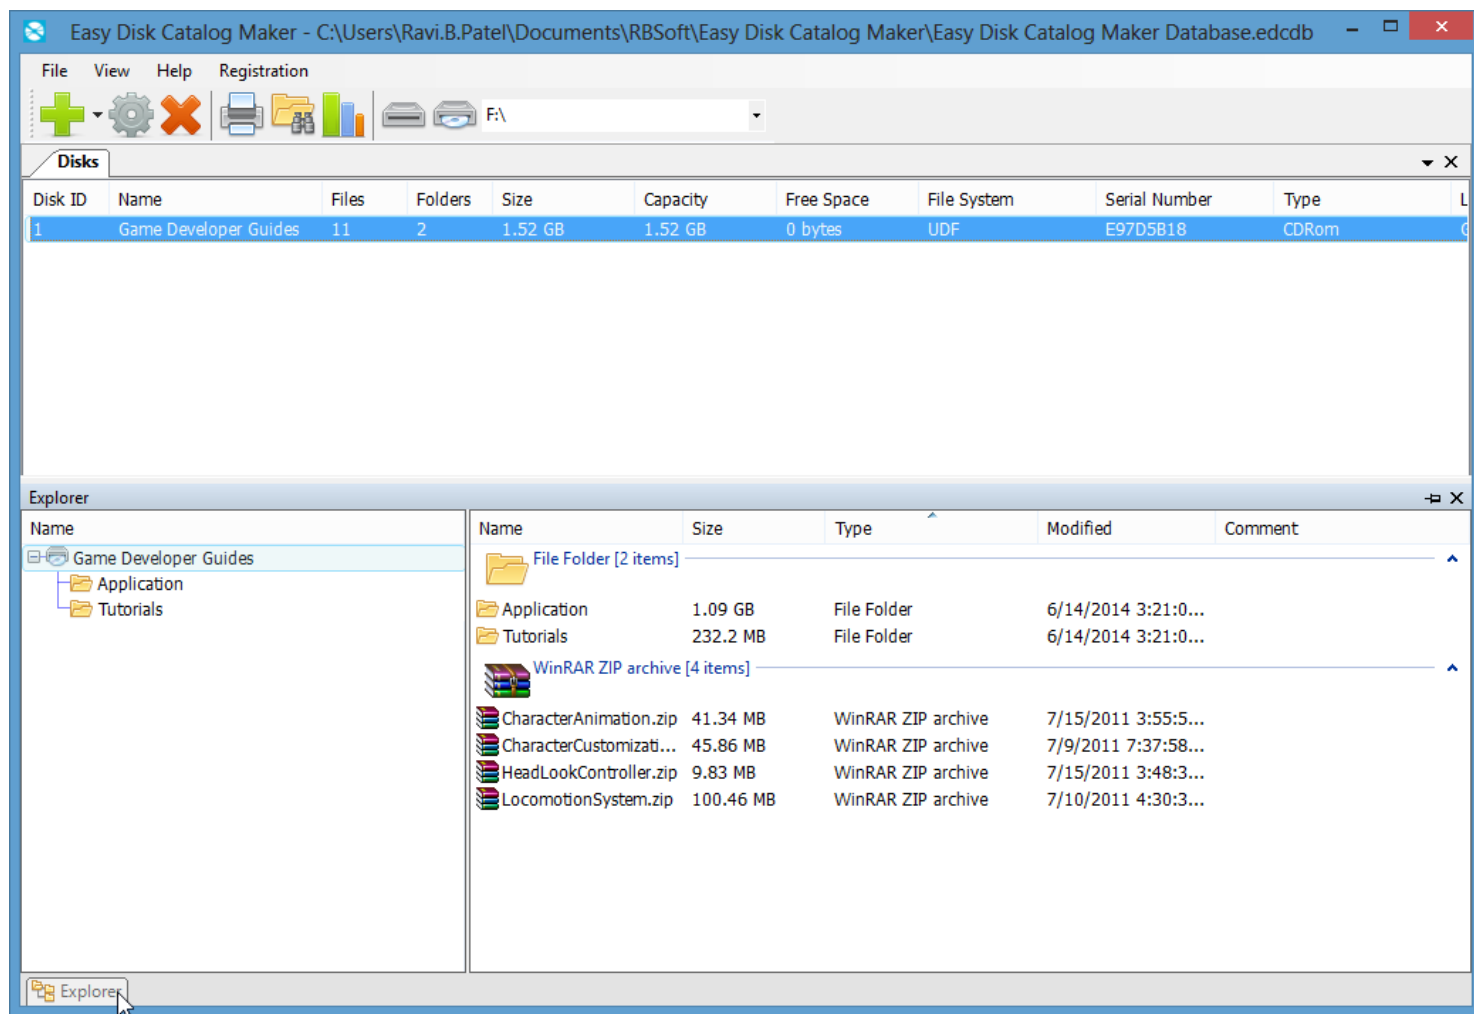 Easy Disk Catalog Maker - C:\Users\Ravi.B.Patel\Documents\RBSoft\Easy Disk Catalog Maker\Easy Disk Catalog Maker Database.edcdb
File View Help Registration
F:\
Disks
Disk ID Name Files Folders Size Capacity Free Space File System Serial Number Type L
1 Game Developer Guides 11 2 1.52 GB 1.52 GB 0 bytes UDF E97D5B18 CDRom
Explorer
Name
Game Developer Guides
Application
Tutorials
Name Size Type Modified Comment
File Folder [2 items]
Application 1.09 GB File Folder 6/14/2014 3:21:0...
Tutorials 232.2 MB File Folder 6/14/2014 3:21:0...
WinRAR ZIP archive [4 items]
CharacterAnimation.zip 41.34 MB WinRAR ZIP archive 7/15/2011 3:55:5...
CharacterCustomizati... 45.86 MB WinRAR ZIP archive 7/9/2011 7:37:58...
HeadLookController.zip 9.83 MB WinRAR ZIP archive 7/15/2011 3:48:3...
LocomotionSystem.zip 100.46 MB WinRAR ZIP archive 7/10/2011 4:30:3...
Explorer